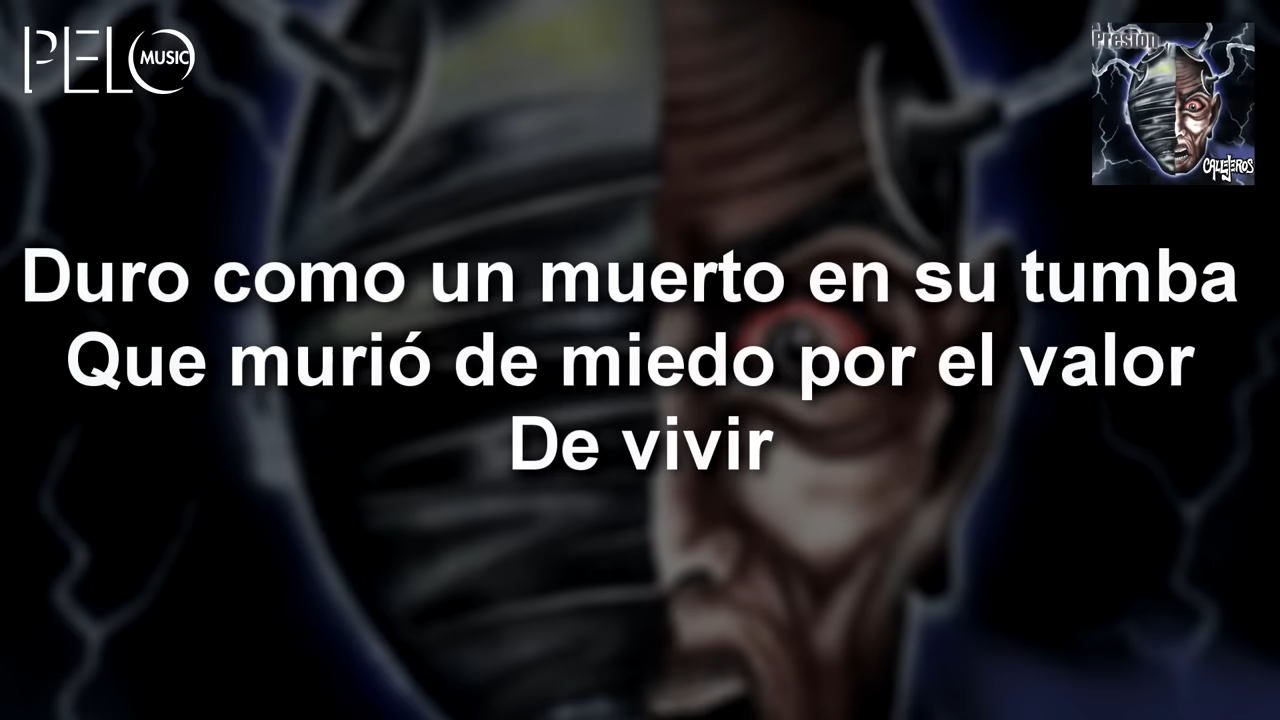 PELO MUSIC
Presion
CALLEJEROS
Duro como un muerto en su tumba
Que murió de miedo por el valor
De vivir